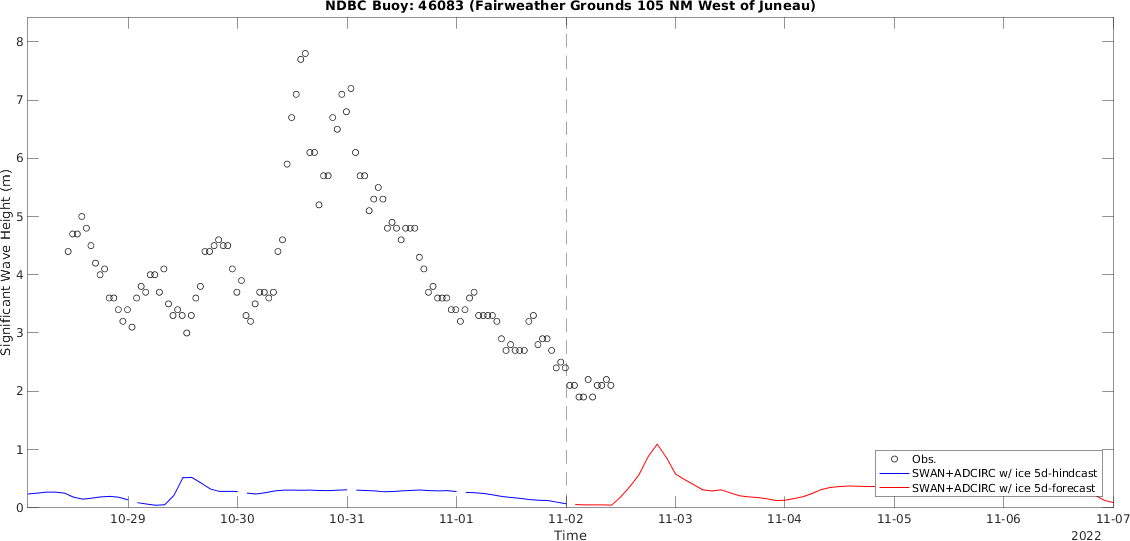 NDBC Buoy: 46083 (Fairweather Grounds 105 NM West of Juneau)
Significant Wave Height (m)
8
7
6
5
4
3
2
1
0
Obs.
SWAN+ADCIRC w/ ice 5d-hindcast
SWAN+ADCIRC w/ ice 5d-forecast
10-29 10-30 10-31 11-01 11-02 11-03 11-04 11-05 11-06 11-07
Time
2022